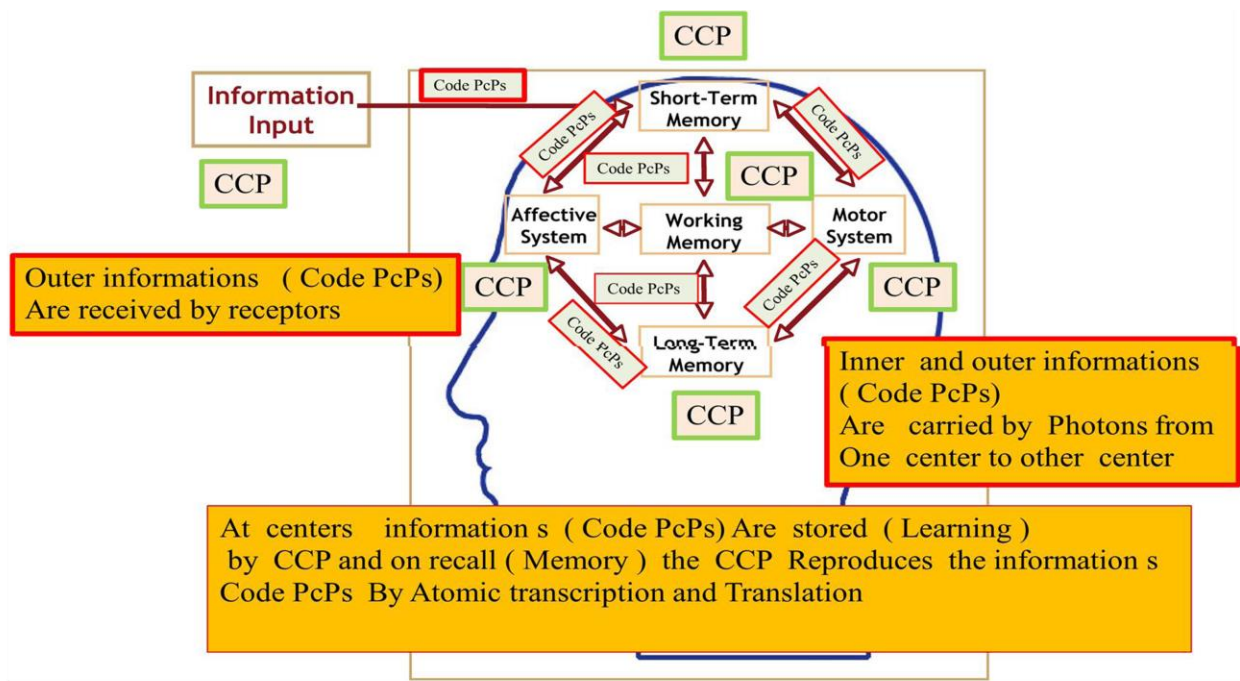 CCP
Code PcPs
Information
Input
Short-Term
Memory
Code PcPs
Code PcPs
Code PcPs
CCP
CCP
Affective
System
Working
Memory
Motor
System
Outer informations ( Code PcPs)
Are received by receptors
CCP
Code PcPs
Code PcPs
CCP
Code PcPs
Long-Term
Memory
CCP
Inner and outer informations
( Code PcPs)
Are carried by Photons from
One center to other center
At centers information s ( Code PcPs) Are stored ( Learning )
by CCP and on recall ( Memory ) the CCP Reproduces the information s
Code PcPs By Atomic transcription and Translation